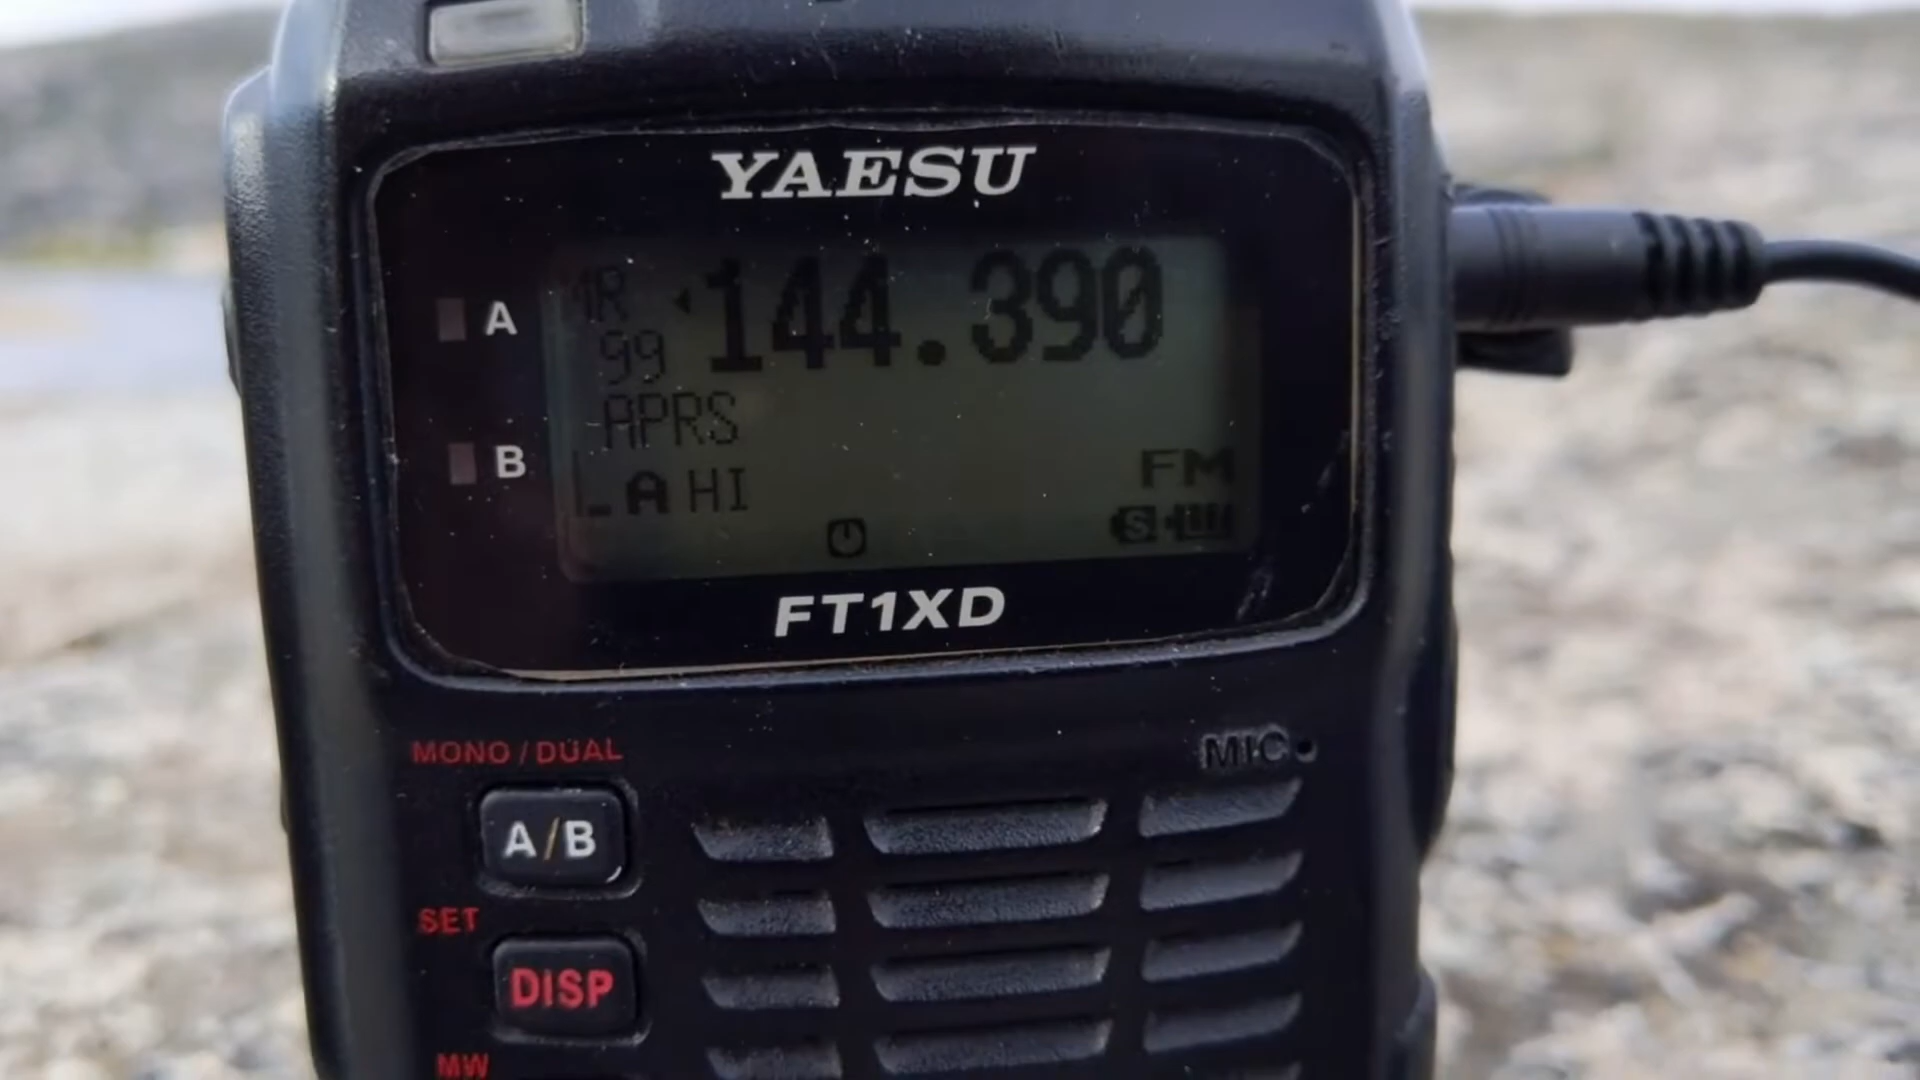 YAESU
A
MR 144.390
99
APRS
B
A HI
FM
S
FT1XD
MONO / DUAL
MIC
A/B
SET
DISP
MW